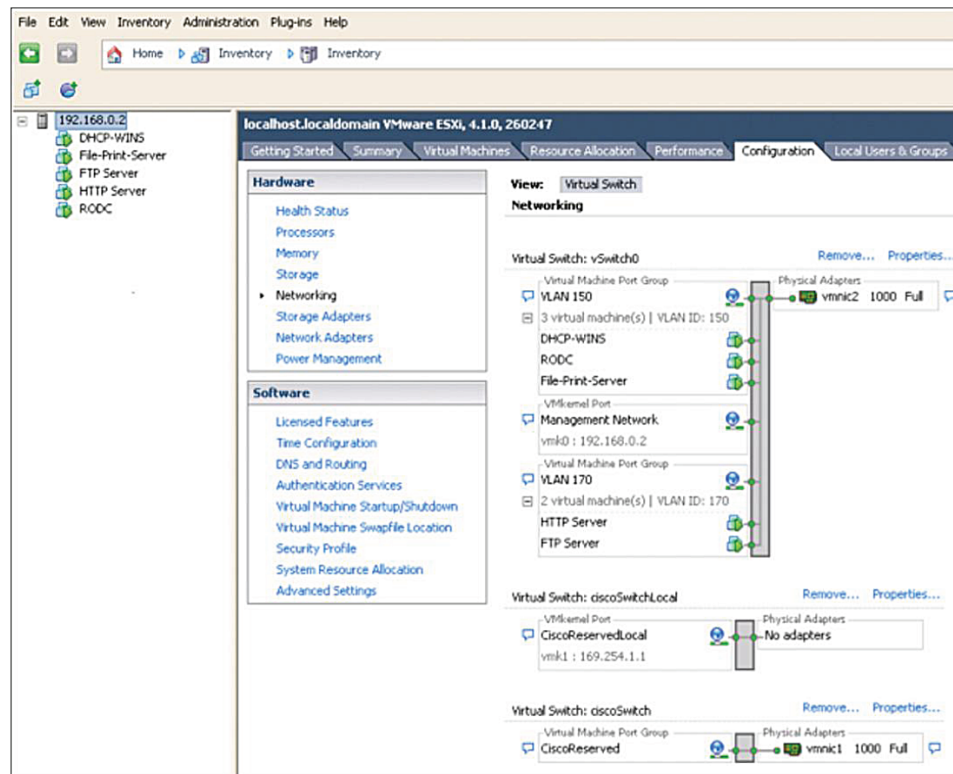 File Edit View Inventory Administration Plug-ins Help
Home Inventory Inventory
192.168.0.2
DHCP-WINS
File-Print-Server
FTP Server
HTTP Server
RODC
localhost.localdomain VMware ESXi, 4.1.0, 260247
Getting Started Summary Virtual Machines Resource Allocation Performance Configuration Local Users & Groups
Hardware
Health Status
Processors
Memory
Storage
Networking
Storage Adapters
Network Adapters
Power Management
Software
Licensed Features
Time Configuration
DNS and Routing
Authentication Services
Virtual Machine Startup/Shutdown
Virtual Machine Swapfile Location
Security Profile
System Resource Allocation
Advanced Settings
View: Virtual Switch
Networking
Virtual Switch: vSwitch0 Remove... Properties...
Virtual Machine Port Group Physical Adapters
VLAN 150 vmnic2 1000 Full
3 virtual machine(s) | VLAN ID: 150
DHCP-WINS
RODC
File-Print-Server
VMkernel Port
Management Network
vmk0 : 192.168.0.2
Virtual Machine Port Group
VLAN 170
2 virtual machine(s) | VLAN ID: 170
HTTP Server
FTP Server
Virtual Switch: ciscoSwitchLocal Remove... Properties...
VMkernel Port Physical Adapters
CiscoReservedLocal No adapters
vmk1 : 169.254.1.1
Virtual Switch: ciscoSwitch Remove... Properties...
Virtual Machine Port Group Physical Adapters
CiscoReserved vmnic1 1000 Full